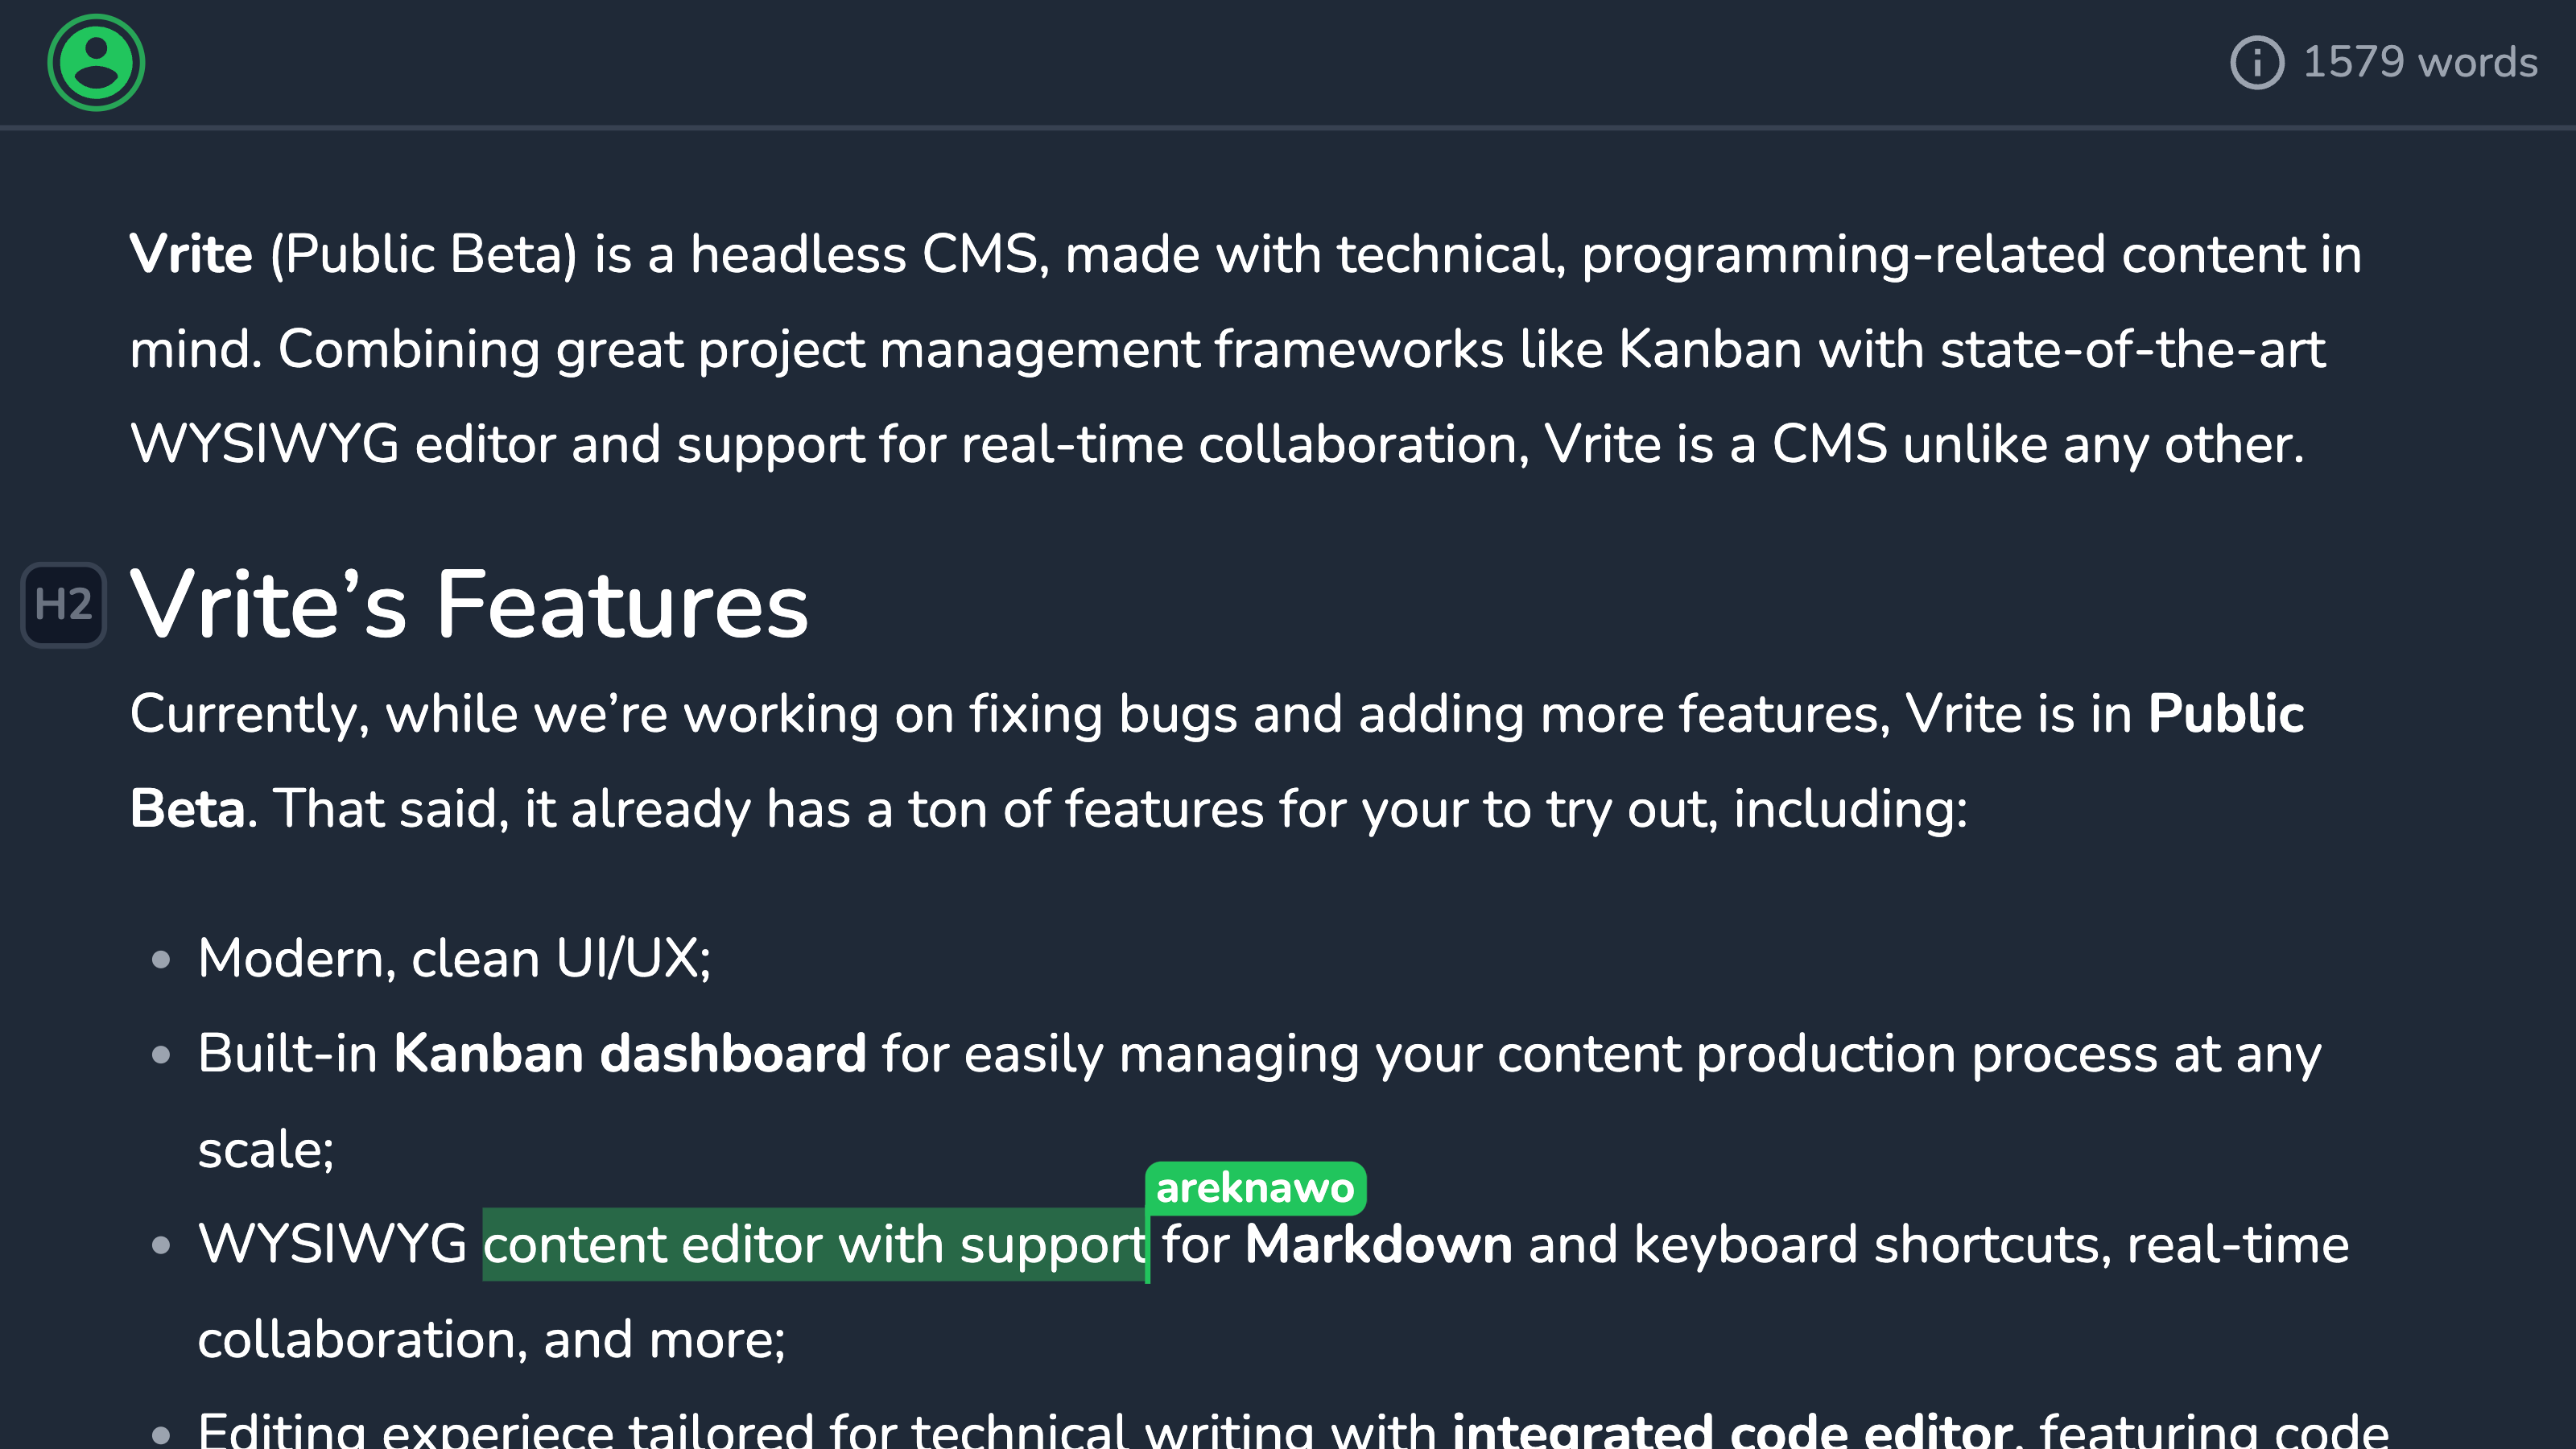 1579 words
Vrite (Public Beta) is a headless CMS, made with technical, programming-related content in
mind. Combining great project management frameworks like Kanban with state-of-the-art
WYSIWYG editor and support for real-time collaboration, Vrite is a CMS unlike any other.
H2 Vrite’s Features
Currently, while we’re working on fixing bugs and adding more features, Vrite is in Public
Beta. That said, it already has a ton of features for your to try out, including:
Modern, clean UI/UX;
Built-in Kanban dashboard for easily managing your content production process at any
scale;
areknawo
WYSIWYG content editor with support for Markdown and keyboard shortcuts, real-time
collaboration, and more;
Editing experiece tailored for technical writing with integrated code editor, featuring code